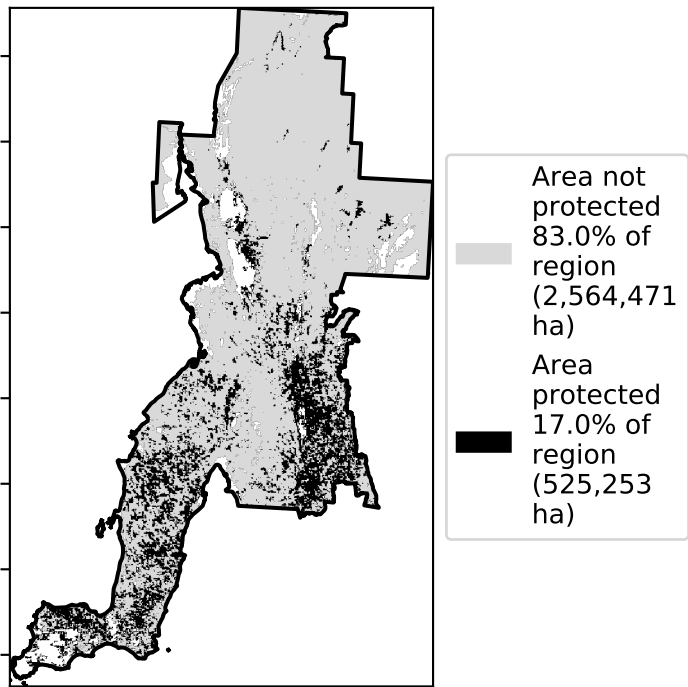 Area not
protected
83.0% of
region
(2,564,471
ha)
Area
protected
17.0% of
region
(525,253
ha)